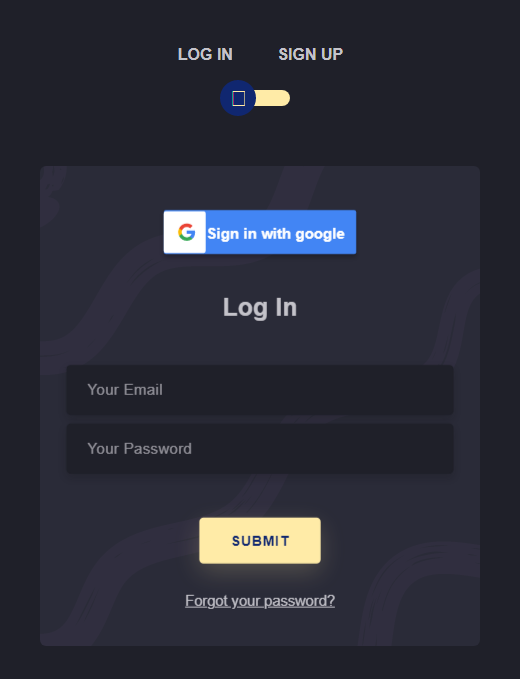 LOG IN SIGN UP
Sign in with google
Log In
Your Email
Your Password
SUBMIT
Forgot your password?